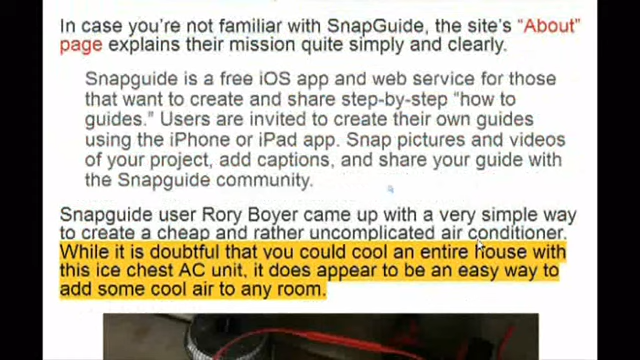 In case you're not familiar with SnapGuide, the site's "About"
page explains their mission quite simply and clearly.
Snapguide is a free iOS app and web service for those
that want to create and share step-by-step "how to
guides." Users are invited to create their own guides
using the iPhone or iPad app. Snap pictures and videos
of your project, add captions, and share your guide with
the Snapguide community.
Snapguide user Rory Boyer came up with a very simple way
to create a cheap and rather uncomplicated air conditioner.
While it is doubtful that you could cool an entire house with
this ice chest AC unit, it does appear to be an easy way to
add some cool air to any room.